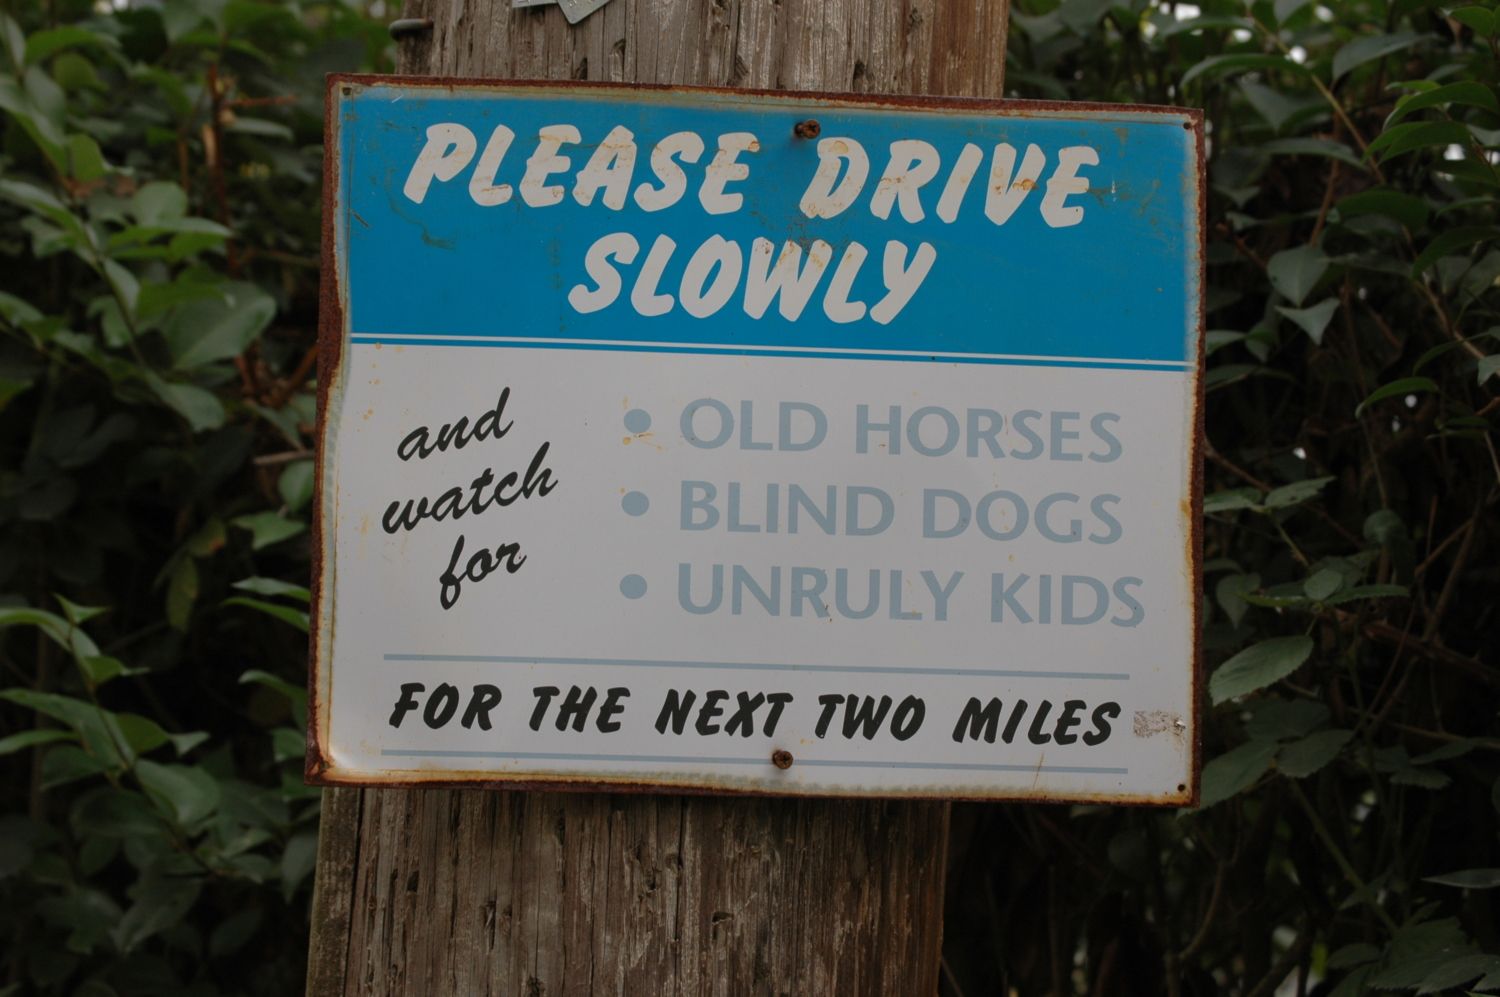 PLEASE DRIVE
SLOWLY
and
watch
for
• OLD HORSES
• BLIND DOGS
• UNRULY KIDS
FOR THE NEXT TWO MILES